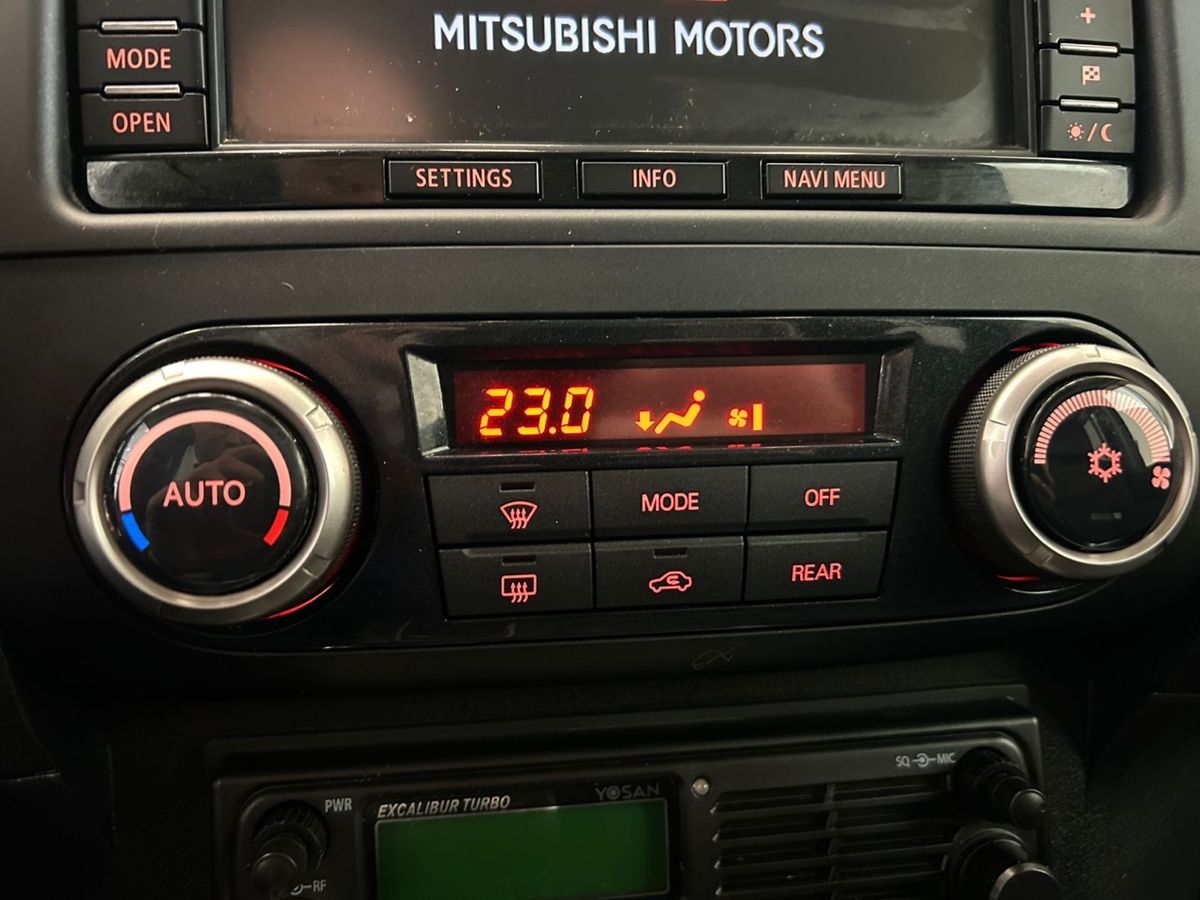 MITSUBISHI MOTORS
MODE
OPEN
+
SETTINGS
INFO
NAVI MENU
23.0
AUTO
MODE
OFF
REAR
PWR
EXCALIBUR TURBO
YOSAN
SQ
MIC
RF